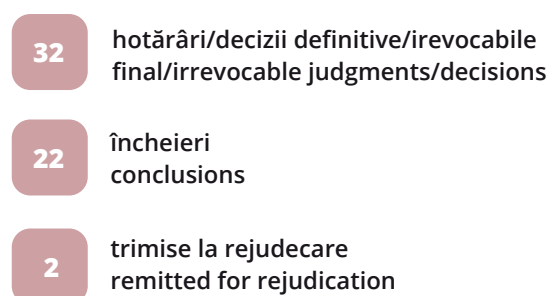 32
hotărâri/decizii definitive/irevocabile
final/irrevocable judgments/decisions
22
încheieri
conclusions
2
trimise la rejudecare
remitted for rejudication